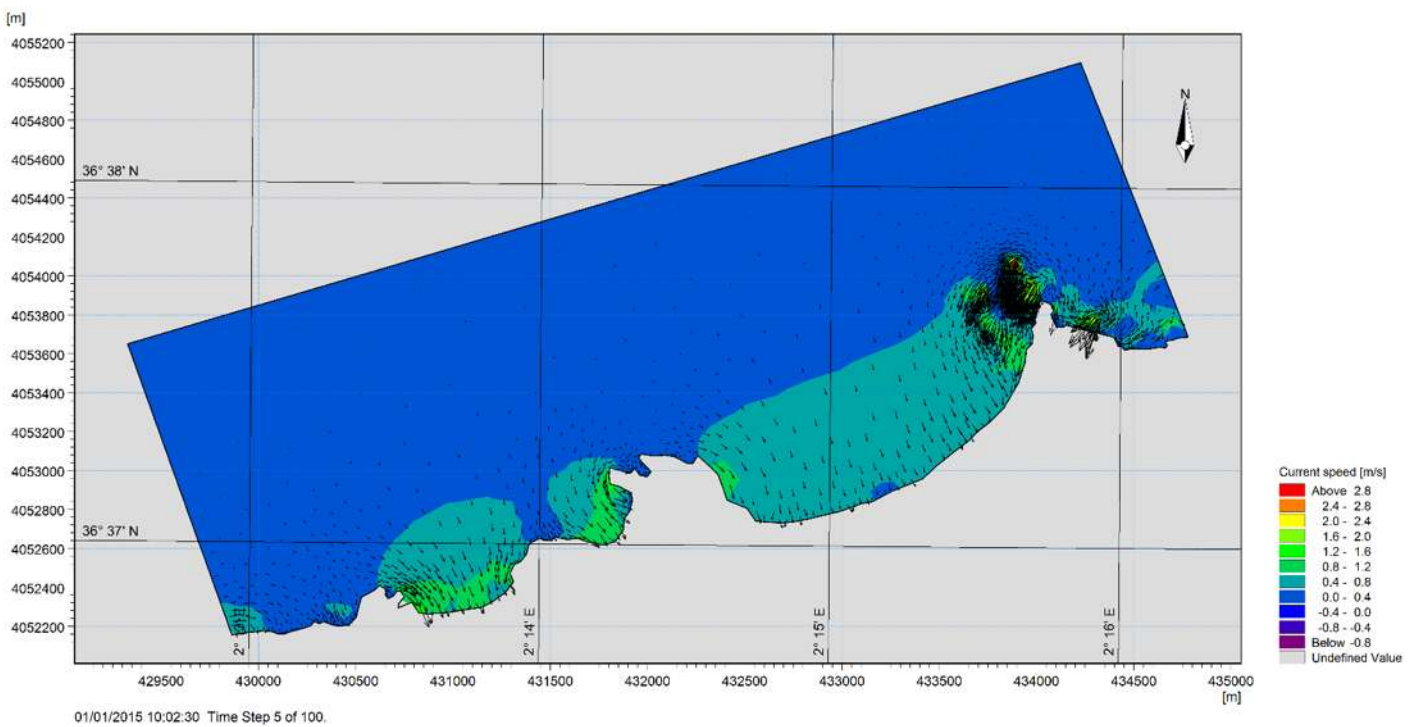 [m]
4055200
4055000
4054800
4054600
4054400
4054200
4054000
4053800
4053600
4053400
4053200
4053000
4052800
4052600
4052400
4052200
36° 38' N
36° 37' N
N
2° 14' E
2° 15' E
2° 16' E
429500 430000 430500 431000 431500 432000 432500 433000 433500 434000 434500 435000
[m]
Current speed [m/s]
Above 2.8
2.4 - 2.8
2.0 - 2.4
1.6 - 2.0
1.2 - 1.6
0.8 - 1.2
0.4 - 0.8
0.0 - 0.4
-0.4 - 0.0
-0.8 - -0.4
Below -0.8
Undefined Value
01/01/2015 10:02:30 Time Step 5 of 100.